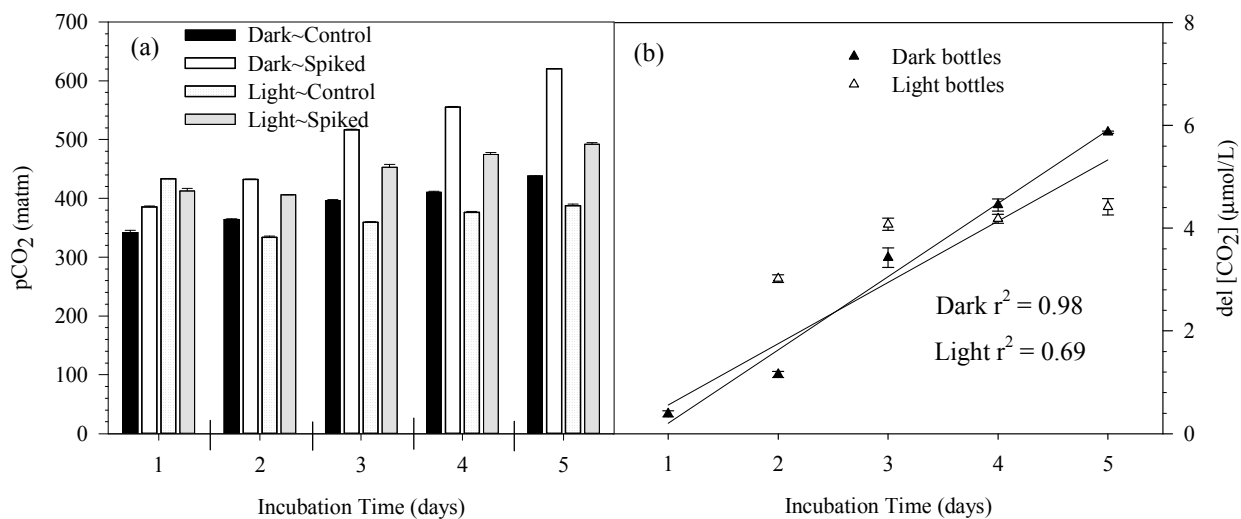 (a)
Dark~Control
Dark~Spiked
Light~Control
Light~Spiked
pCO₂ (matm)
700
600
500
400
300
200
100
0
1 2 3 4 5
Incubation Time (days)
(b)
Dark bottles
Light bottles
Dark r² = 0.98
Light r² = 0.69
8
6
4
2
0
del [CO₂] (µmol/L)
1 2 3 4 5
Incubation Time (days)